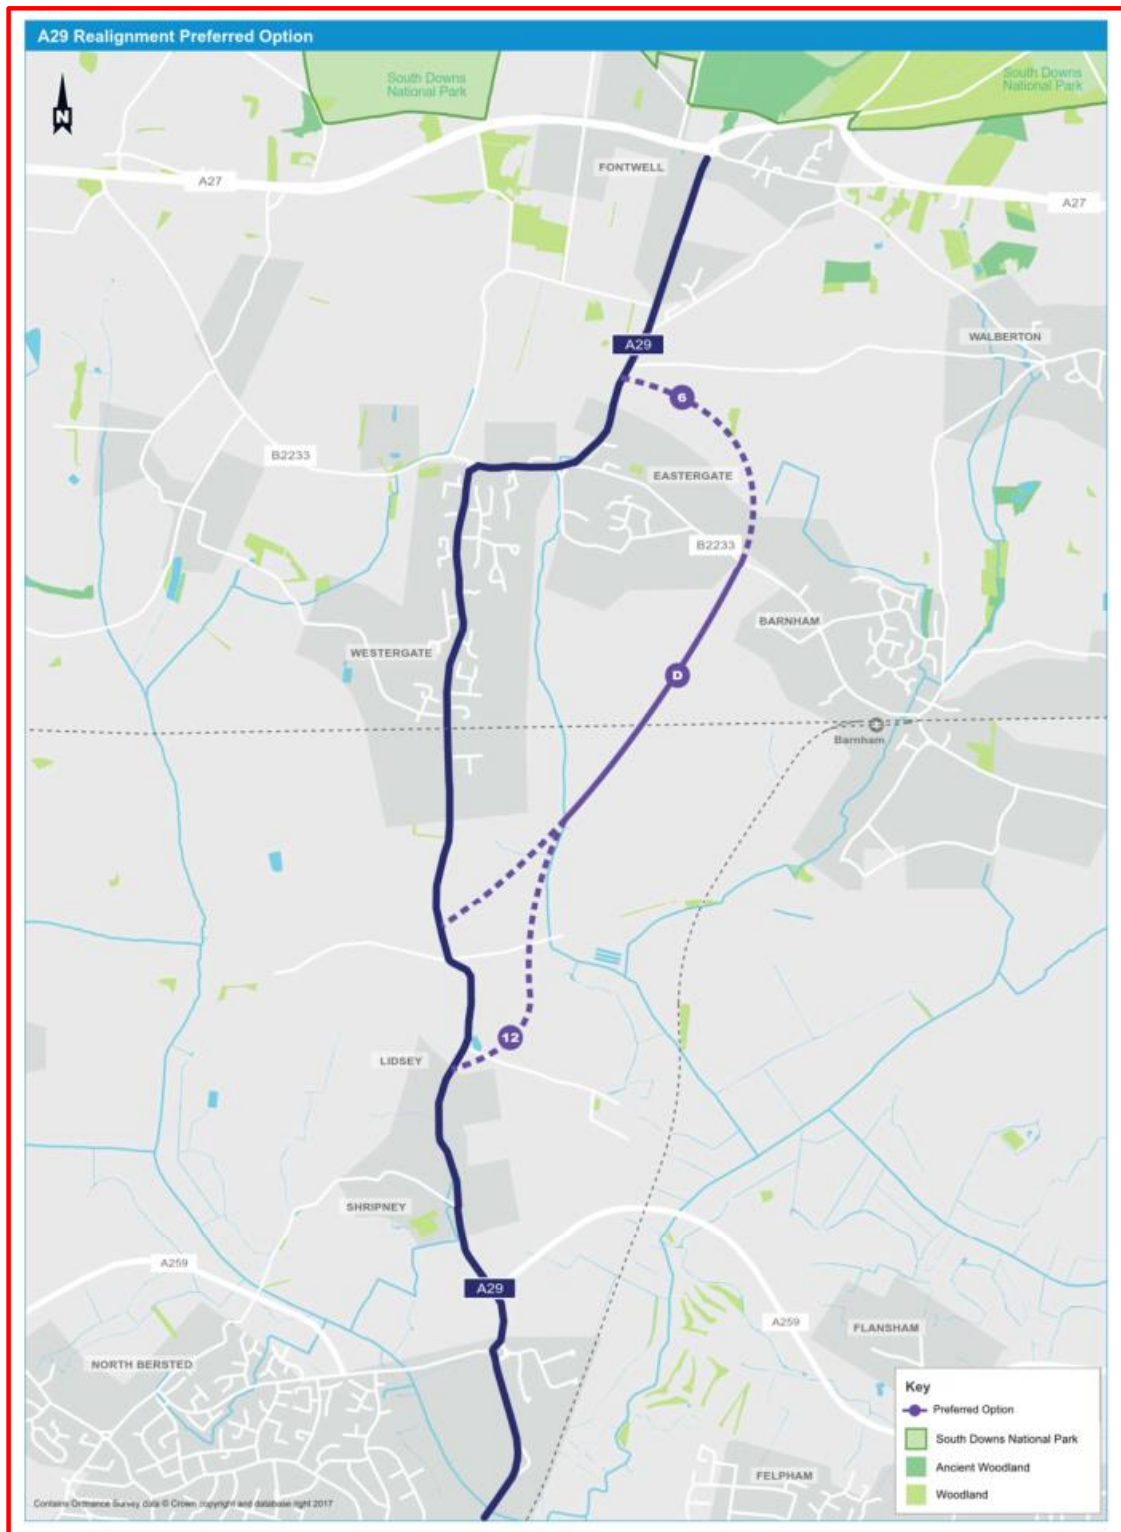 A29 Realignment Preferred Option
South Downs
National Park
South Downs
National Park
N
FONTWELL
A27
A27
WALBERTON
A29
6
B2233
EASTERGATE
B2233
BARNHAM
WESTERGATE
D
Barnham
12
LIDSEY
SHRIPNEY
A259
A29
A259
FLANSHAM
NORTH BERSTED
Key
Preferred Option
South Downs National Park
Ancient Woodland
Woodland
FELPHAM
Contains Ordnance Survey data © Crown copyright and database right 2017